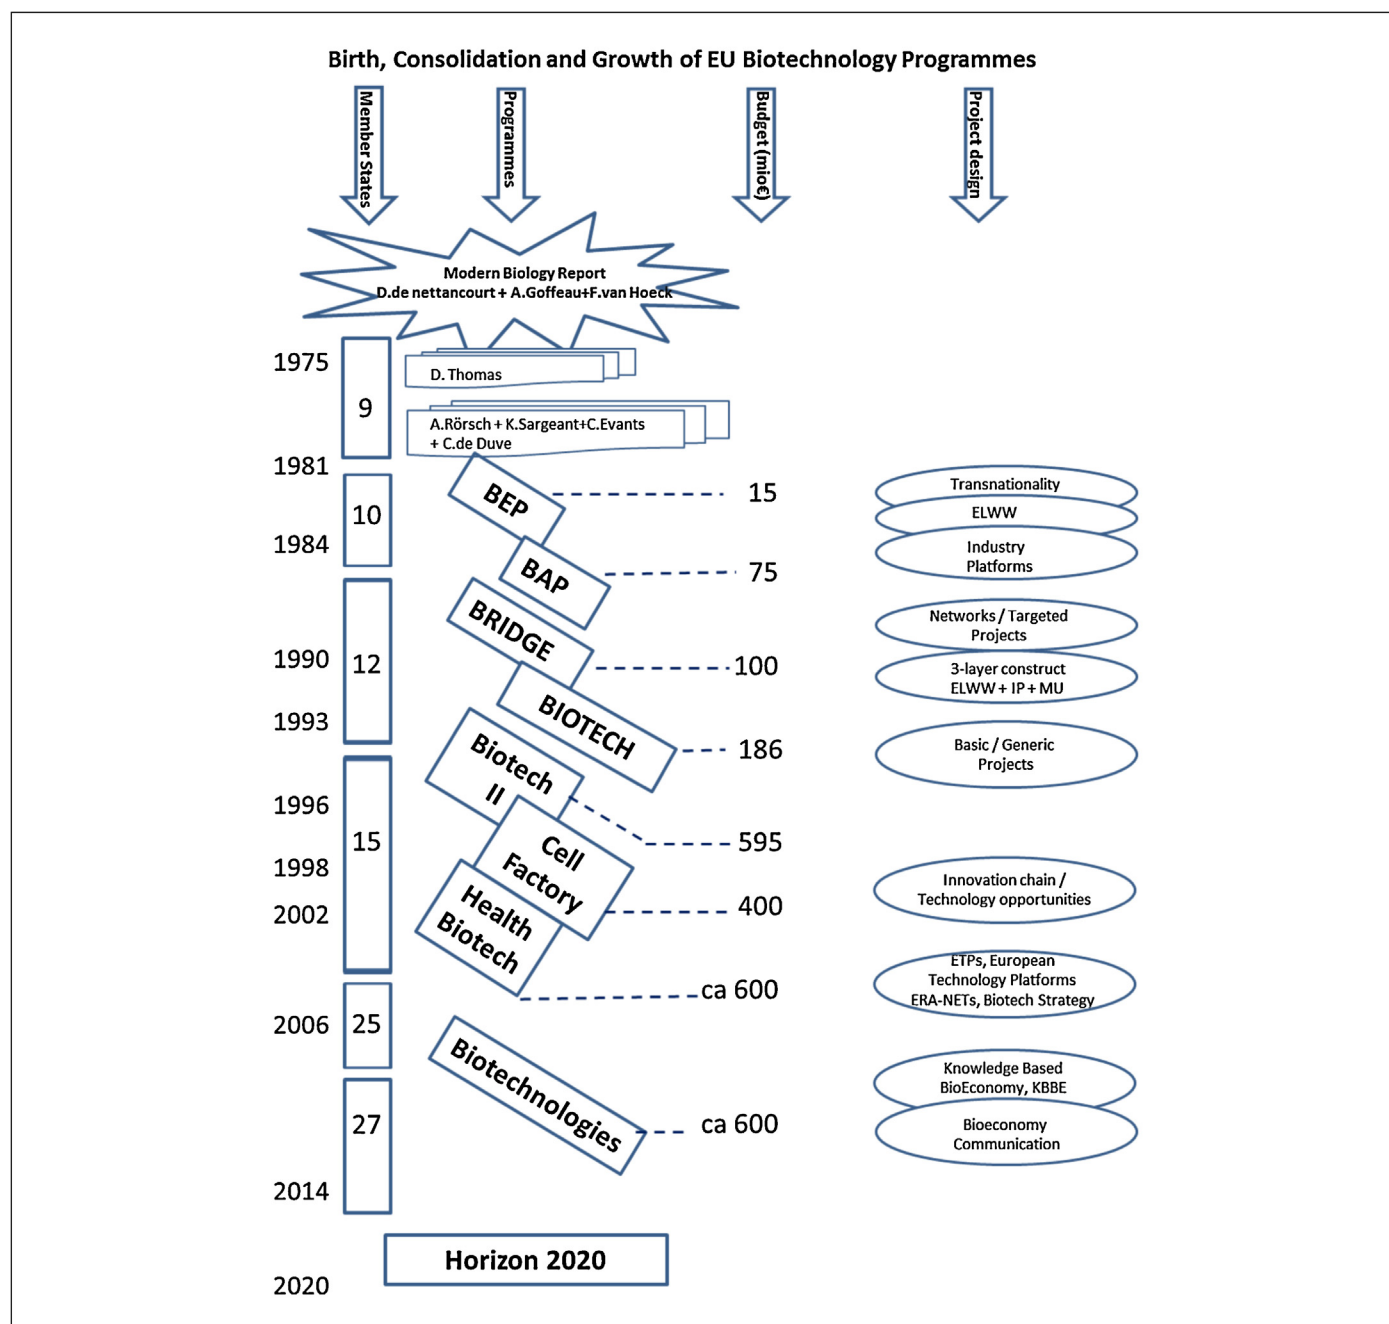 Birth, Consolidation and Growth of EU Biotechnology Programmes
Member States
Programmes
Budget (mio€)
Project design
Modern Biology Report
D.de nettancourt + A.Goffeau+F.van Hoeck
1975
D. Thomas
9
A.Rörsch + K.Sargeant+C.Evants
+ C.de Duve
1981
BEP
15
Transnationality
10
ELWW
1984
Industry
Platforms
BAP
75
BRIDGE
Networks / Targeted
Projects
1990
12
100
3-layer construct
ELWW + IP + MU
1993
BIOTECH
186
Basic / Generic
Projects
Biotech
II
1996
15
595
Cell
Factory
1998
Innovation chain /
Technology opportunities
2002
400
Health
Biotech
ca 600
ETPs, European
Technology Platforms
ERA-NETs, Biotech Strategy
2006
25
Biotechnologies
Knowledge Based
BioEconomy, KBBE
27
ca 600
Bioeconomy
Communication
2014
Horizon 2020
2020